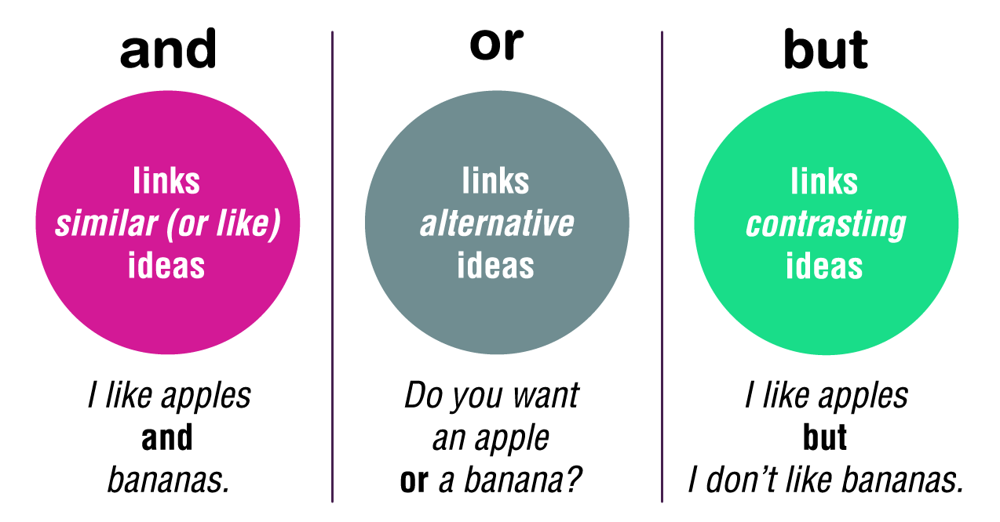 and
links
similar (or like)
ideas
I like apples
and
bananas.
or
links
alternative
ideas
Do you want
an apple
or a banana?
but
links
contrasting
ideas
I like apples
but
I don’t like bananas.